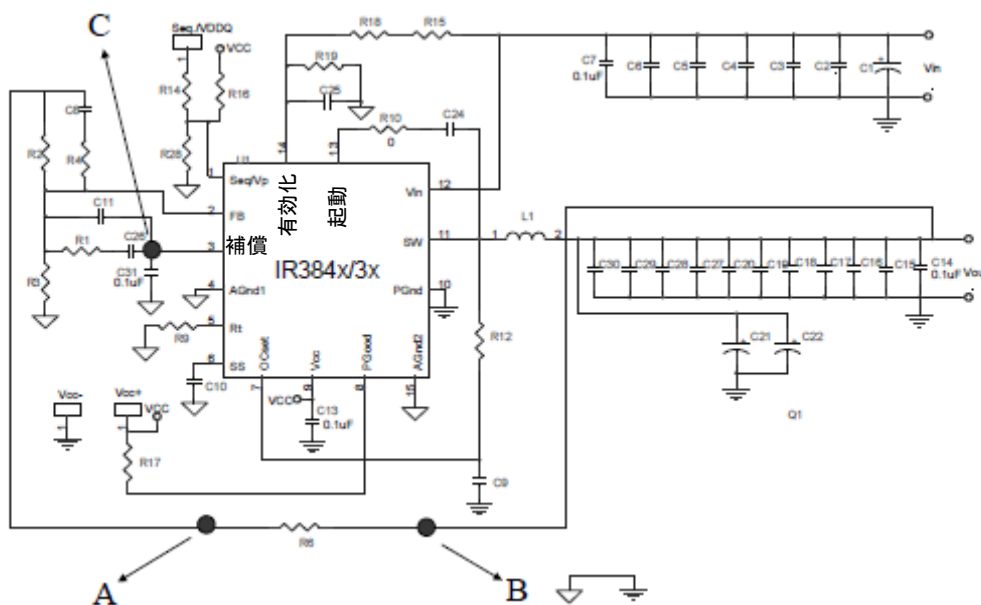 C
Seq./VDDQ
1
VCC
R14
R16
R28
R18
R15
R19
C25
R10
0
C24
C7
0.1uF
C6
C5
C4
C3
C2
C1
Vin
C8
R2
R4
C11
R1
C26
R3
C31
0.1uF
U1
14
13
有効化
起動
1
Seq/Vp
Vin
12
2
FB
3
補償
SW
11
IR384x/3x
4
AGnd1
PGnd
10
5
Rt
R9
6
SS
C10
OCset
7
Vcc
9
PGood
8
AGnd2
15
1
L1
2
C30
C29
C28
C27
C20
C19
C18
C17
C16
C15
C14
0.1uF
Vout
C21
C22
Q1
R12
C9
VCC
C13
0.1uF
Vcc-
1
Vcc+
1
VCC
R17
R6
A
B